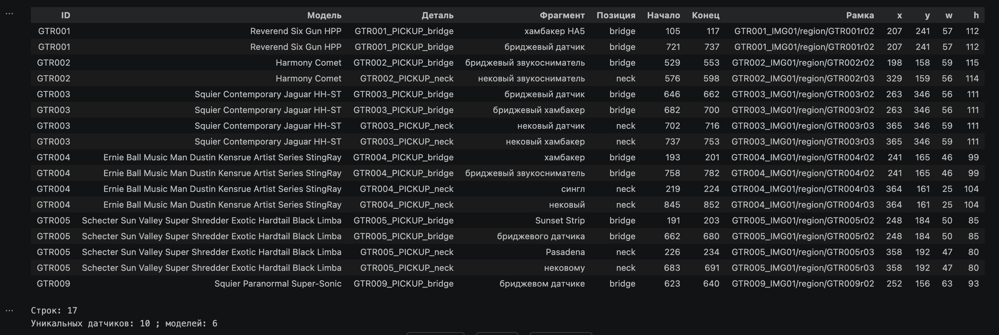 ID Модель Деталь Фрагмент Позиция Начало Конец Рамка x y w h
GTR001 Reverend Six Gun HPP GTR001_PICKUP_bridge хамбакер HA5 bridge 105 117 GTR001_IMG01/region/GTR001r02 207 241 57 112
GTR001 Reverend Six Gun HPP GTR001_PICKUP_bridge бриджевый датчик bridge 721 737 GTR001_IMG01/region/GTR001r02 207 241 57 112
GTR002 Harmony Comet GTR002_PICKUP_bridge бриджевый звукосниматель bridge 529 553 GTR002_IMG01/region/GTR002r02 198 158 59 115
GTR002 Harmony Comet GTR002_PICKUP_neck нековый звукосниматель neck 576 598 GTR002_IMG01/region/GTR002r03 329 159 56 114
GTR003 Squier Contemporary Jaguar HH-ST GTR003_PICKUP_bridge бриджевый датчик bridge 646 662 GTR003_IMG01/region/GTR003r02 263 346 56 111
GTR003 Squier Contemporary Jaguar HH-ST GTR003_PICKUP_bridge бриджевый хамбакер bridge 682 700 GTR003_IMG01/region/GTR003r02 263 346 56 111
GTR003 Squier Contemporary Jaguar HH-ST GTR003_PICKUP_neck нековый датчик neck 702 716 GTR003_IMG01/region/GTR003r03 365 346 59 111
GTR003 Squier Contemporary Jaguar HH-ST GTR003_PICKUP_neck нековый хамбакер neck 737 753 GTR003_IMG01/region/GTR003r03 365 346 59 111
GTR004 Ernie Ball Music Man Dustin Kensrue Artist Series StingRay GTR004_PICKUP_bridge хамбакер bridge 193 201 GTR004_IMG01/region/GTR004r02 241 165 46 99
GTR004 Ernie Ball Music Man Dustin Kensrue Artist Series StingRay GTR004_PICKUP_bridge бриджевый звукосниматель bridge 758 782 GTR004_IMG01/region/GTR004r02 241 165 46 99
GTR004 Ernie Ball Music Man Dustin Kensrue Artist Series StingRay GTR004_PICKUP_neck сингл neck 219 224 GTR004_IMG01/region/GTR004r03 364 161 25 104
GTR004 Ernie Ball Music Man Dustin Kensrue Artist Series StingRay GTR004_PICKUP_neck нековый neck 845 852 GTR004_IMG01/region/GTR004r03 364 161 25 104
GTR005 Schecter Sun Valley Super Shredder Exotic Hardtail Black Limba GTR005_PICKUP_bridge Sunset Strip bridge 191 203 GTR005_IMG01/region/GTR005r02 248 184 50 85
GTR005 Schecter Sun Valley Super Shredder Exotic Hardtail Black Limba GTR005_PICKUP_bridge бриджевого датчика bridge 662 680 GTR005_IMG01/region/GTR005r02 248 184 50 85
GTR005 Schecter Sun Valley Super Shredder Exotic Hardtail Black Limba GTR005_PICKUP_neck Pasadena neck 226 234 GTR005_IMG01/region/GTR005r03 358 192 47 80
GTR005 Schecter Sun Valley Super Shredder Exotic Hardtail Black Limba GTR005_PICKUP_neck нековому neck 683 691 GTR005_IMG01/region/GTR005r03 358 192 47 80
GTR009 Squier Paranormal Super-Sonic GTR009_PICKUP_bridge бриджевом датчике bridge 623 640 GTR009_IMG01/region/GTR009r02 252 156 63 93
Строк: 17
Уникальных датчиков: 10 ; моделей: 6